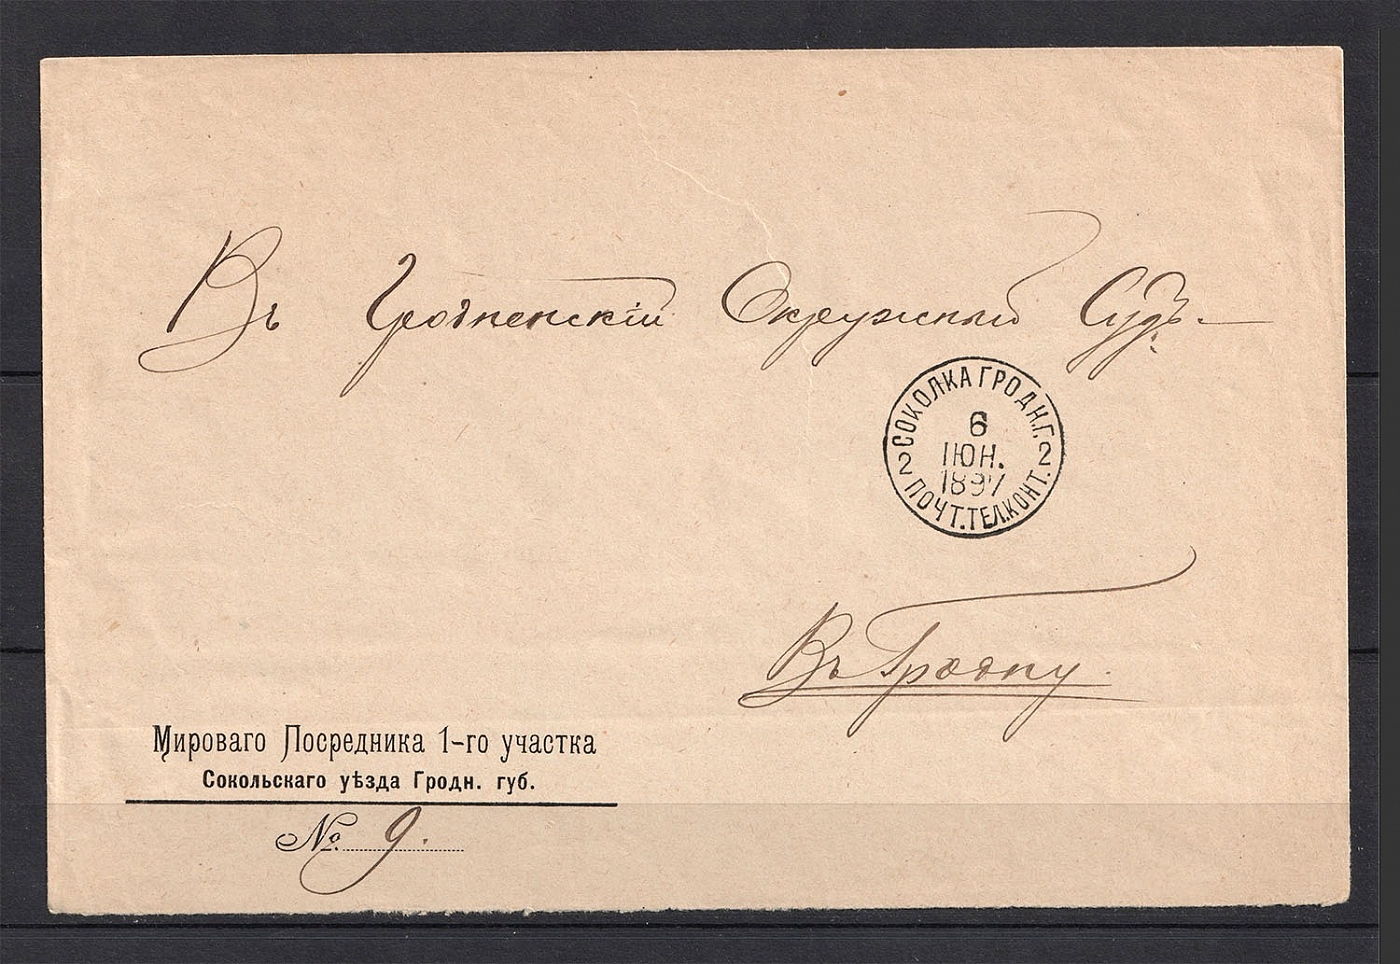 Въ Гродненскій Окружный Судъ.
СОКОЛКА ГРОДН.Г.
6
ІЮН.
1897
2 2
ПОЧТ.ТЕЛ.КОНТ.
Въ Гродну.
Мироваго Посредника 1-го участка
Сокольскаго уѣзда Гродн. губ.
№ 9.